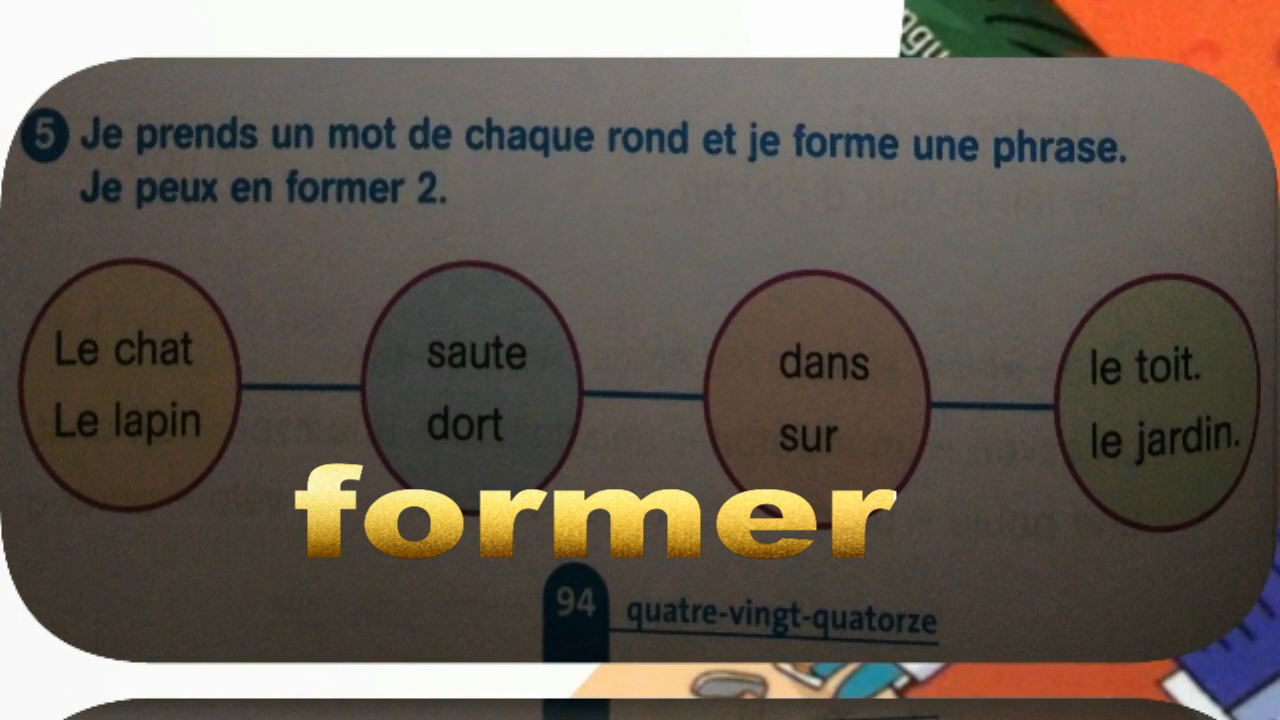 5 Je prends un mot de chaque rond et je forme une phrase.
Je peux en former 2.
Le chat
Le lapin
saute
dort
dans
sur
le toit.
le jardin.
former
94 quatre-vingt-quatorze